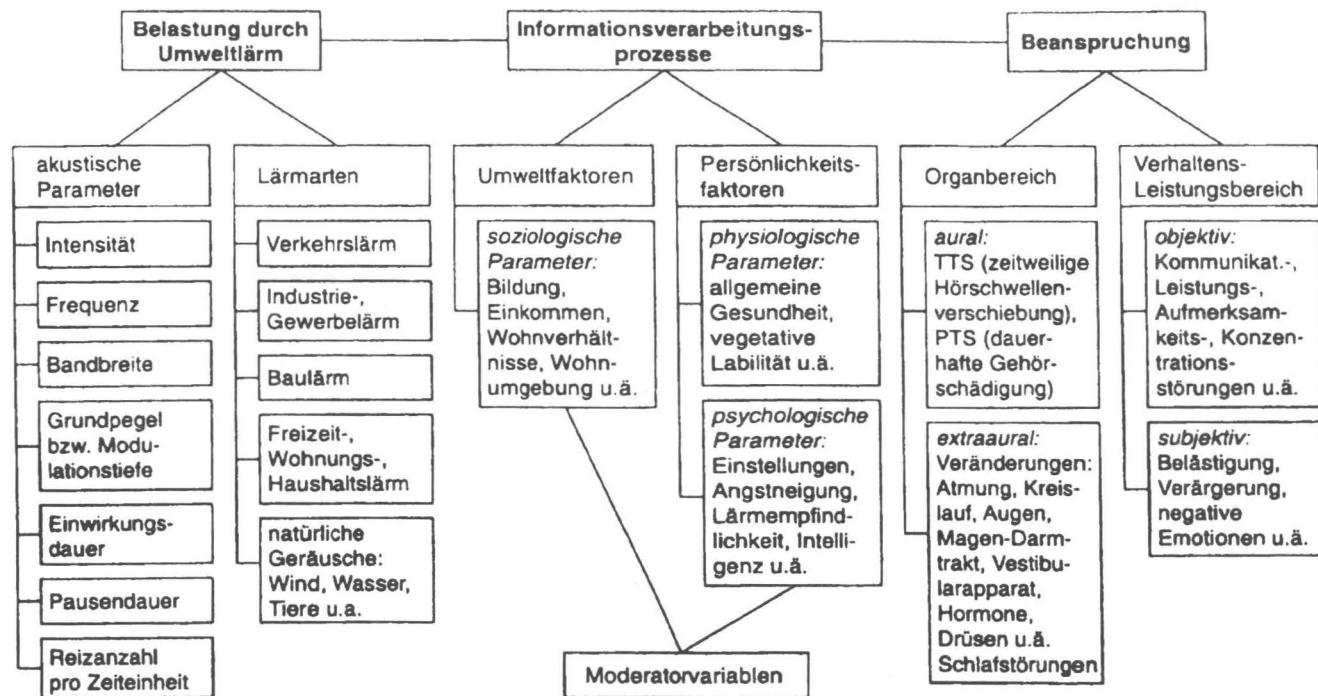 Belastung durch
Umweltlärm
Informationsverarbeitungs-
prozesse
Beanspruchung
akustische
Parameter
Intensität
Frequenz
Bandbreite
Grundpegel
bzw. Modu-
lationstiefe
Einwirkungs-
dauer
Pausendauer
Reizanzahl
pro Zeiteinheit
Lärmarten
Verkehrslärm
Industrie-,
Gewerbelärm
Baulärm
Freizeit-,
Wohnungs-,
Haushaltslärm
natürliche
Geräusche:
Wind, Wasser,
Tiere u.a.
Umweltfaktoren
soziologische
Parameter:
Bildung,
Einkommen,
Wohnverhält-
nisse, Wohn-
umgebung u.ä.
Persönlichkeits-
faktoren
physiologische
Parameter:
allgemeine
Gesundheit,
vegetative
Labilität u.ä.
psychologische
Parameter:
Einstellungen,
Angstneigung,
Lärmempfind-
lichkeit, Intelli-
genz u.ä.
Moderatorvariablen
Organbereich
aural:
TTS (zeitweilige
Hörschwellen-
verschiebung),
PTS (dauer-
hafte Gehör-
schädigung)
extraaural:
Veränderungen:
Atmung, Kreis-
lauf, Augen,
Magen-Darm-
trakt, Vestibu-
larapparat,
Hormone,
Drüsen u.ä.
Schlafstörungen
Verhaltens-
Leistungsbereich
objektiv:
Kommunikat.-,
Leistungs-,
Aufmerksam-
keits-, Konzen-
trations-
störungen u.ä.
subjektiv:
Belästigung,
Verärgerung,
negative
Emotionen u.ä.